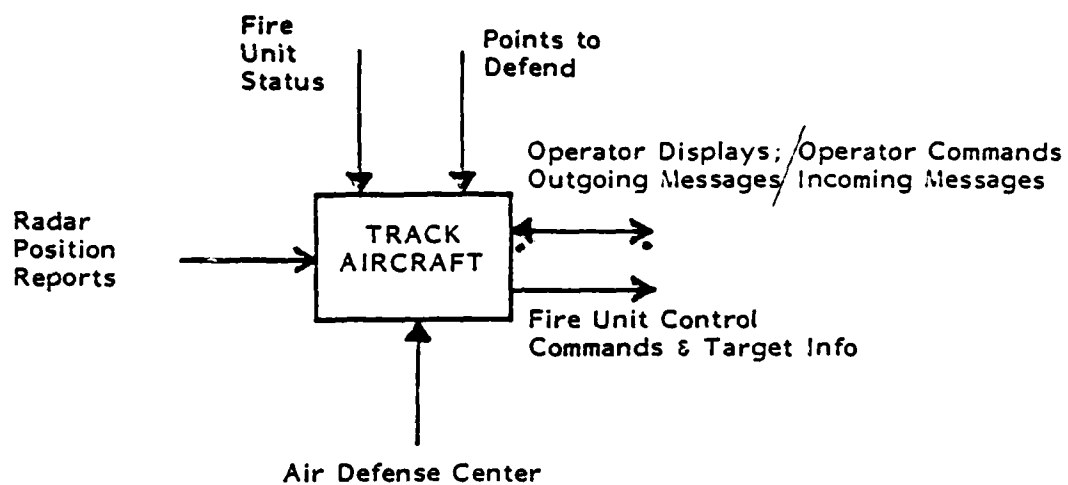 Fire
Unit
Status
Points to
Defend
Operator Displays; / Operator Commands
Outgoing Messages / Incoming Messages
Radar
Position
Reports
TRACK
AIRCRAFT
Fire Unit Control
Commands & Target Info
Air Defense Center